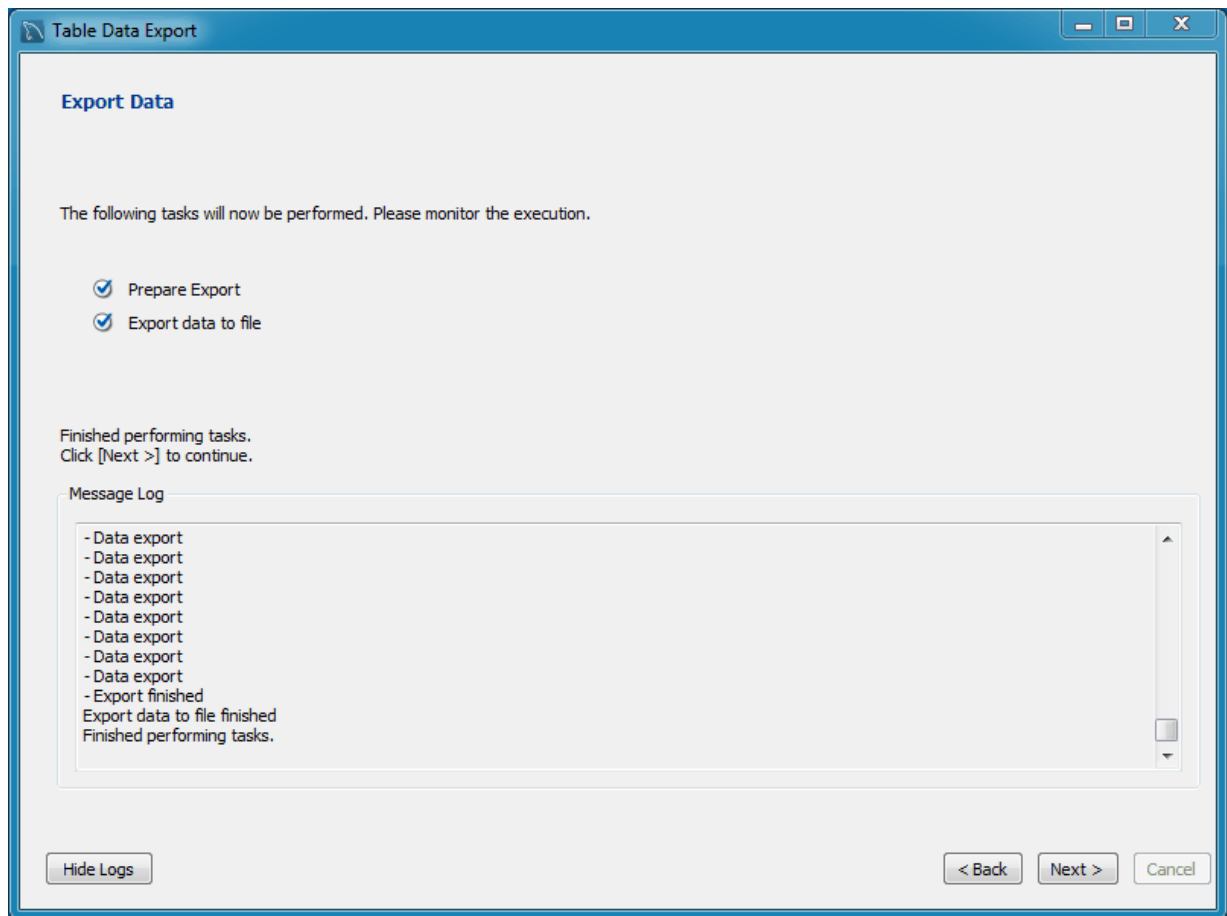 Table Data Export
Export Data
The following tasks will now be performed. Please monitor the execution.
Prepare Export
Export data to file
Finished performing tasks.
Click [Next >] to continue.
Message Log
- Data export
- Data export
- Data export
- Data export
- Data export
- Data export
- Data export
- Data export
- Export finished
Export data to file finished
Finished performing tasks.
Hide Logs
< Back
Next >
Cancel